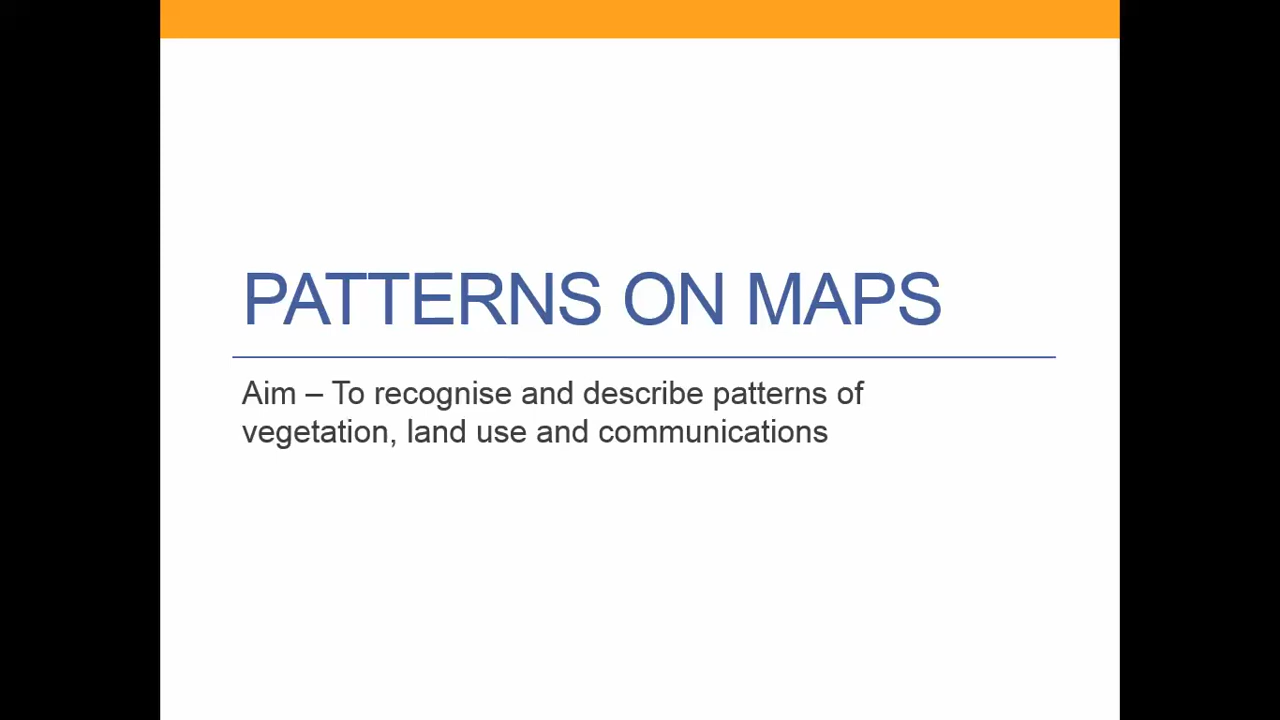 PATTERNS ON MAPS
Aim – To recognise and describe patterns of
vegetation, land use and communications